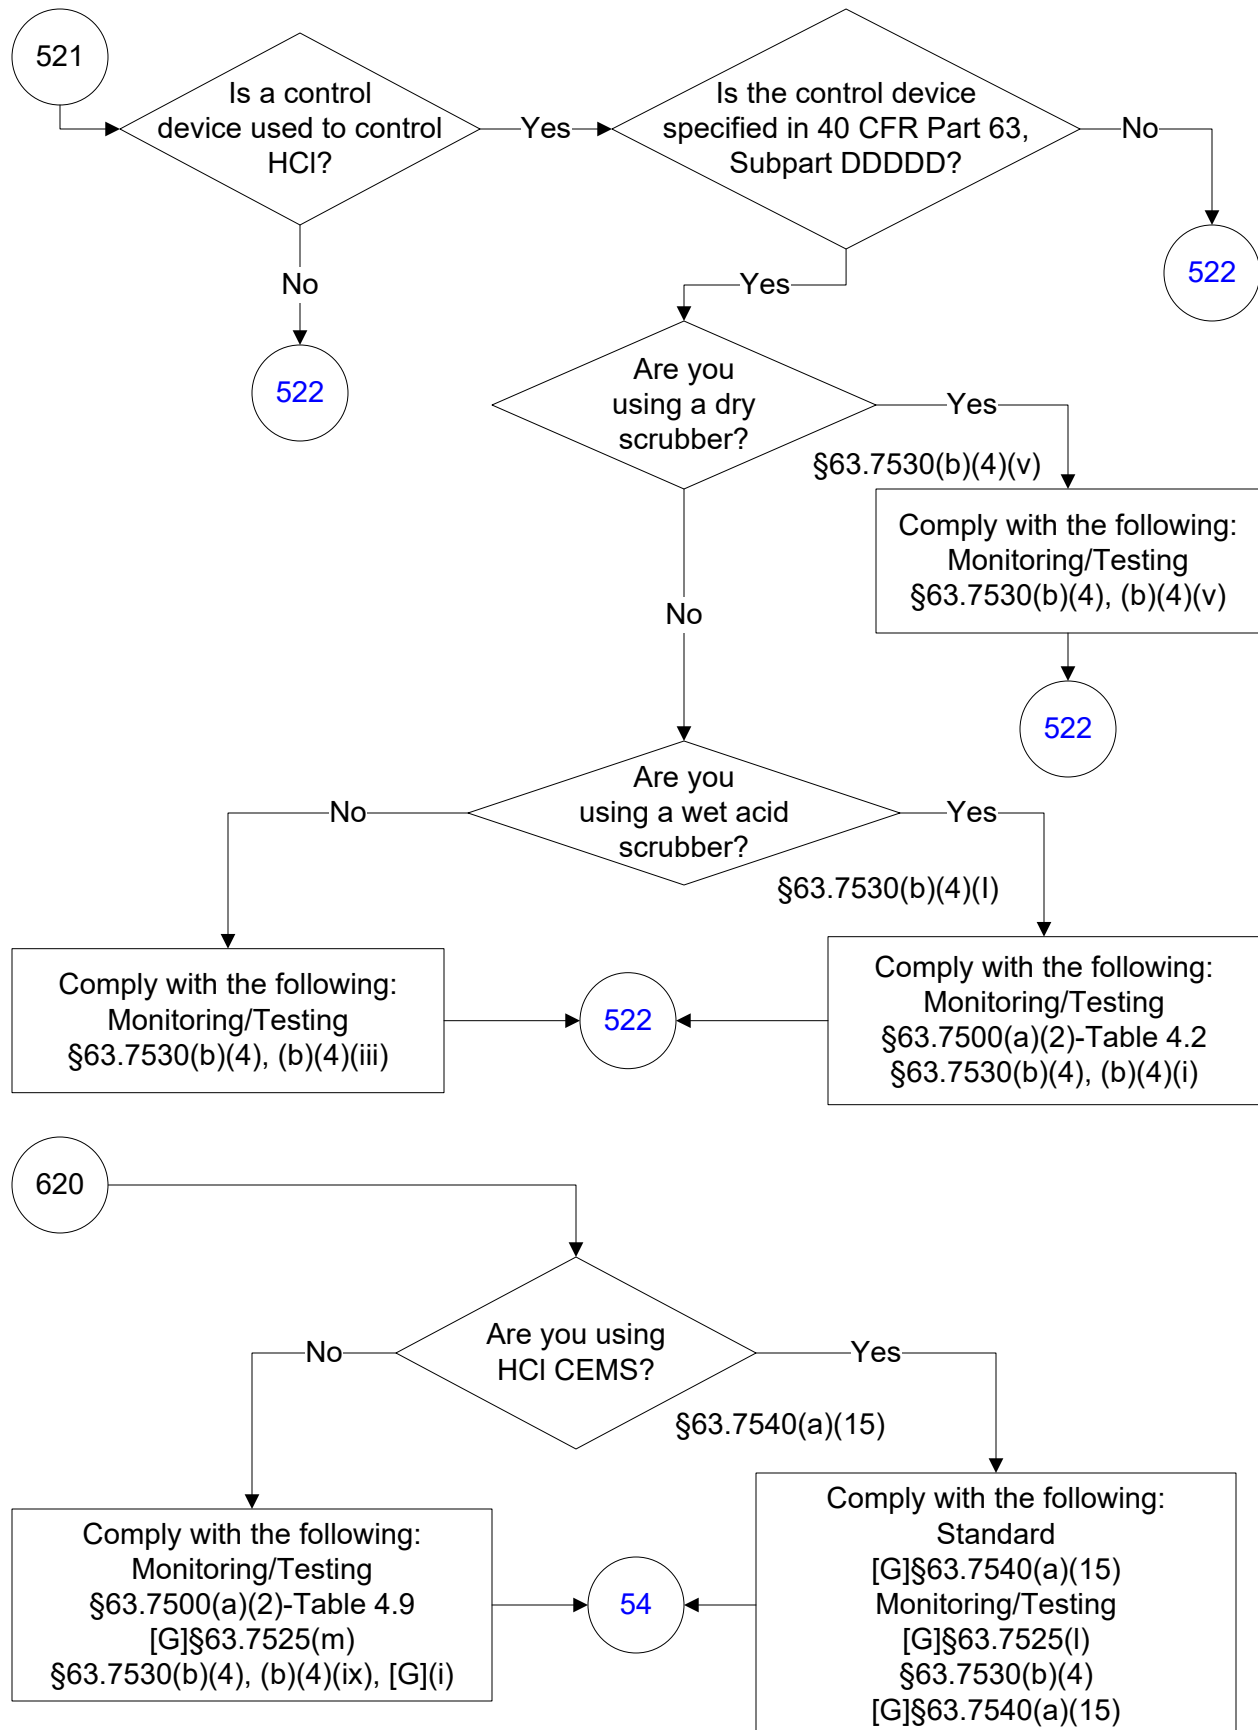 521
Is a control
device used to control
HCl?
Yes
Is the control device
specified in 40 CFR Part 63,
Subpart DDDDD?
No
522
No
522
Yes
Are you
using a dry
scrubber?
Yes
§63.7530(b)(4)(v)
Comply with the following:
Monitoring/Testing
§63.7530(b)(4), (b)(4)(v)
522
No
Are you
using a wet acid
scrubber?
No
Yes
§63.7530(b)(4)(I)
Comply with the following:
Monitoring/Testing
§63.7530(b)(4), (b)(4)(iii)
522
Comply with the following:
Monitoring/Testing
§63.7500(a)(2)-Table 4.2
§63.7530(b)(4), (b)(4)(i)
620
Are you using
HCl CEMS?
No
Yes
§63.7540(a)(15)
Comply with the following:
Monitoring/Testing
§63.7500(a)(2)-Table 4.9
[G]§63.7525(m)
§63.7530(b)(4), (b)(4)(ix), [G](i)
54
Comply with the following:
Standard
[G]§63.7540(a)(15)
Monitoring/Testing
[G]§63.7525(l)
§63.7530(b)(4)
[G]§63.7540(a)(15)